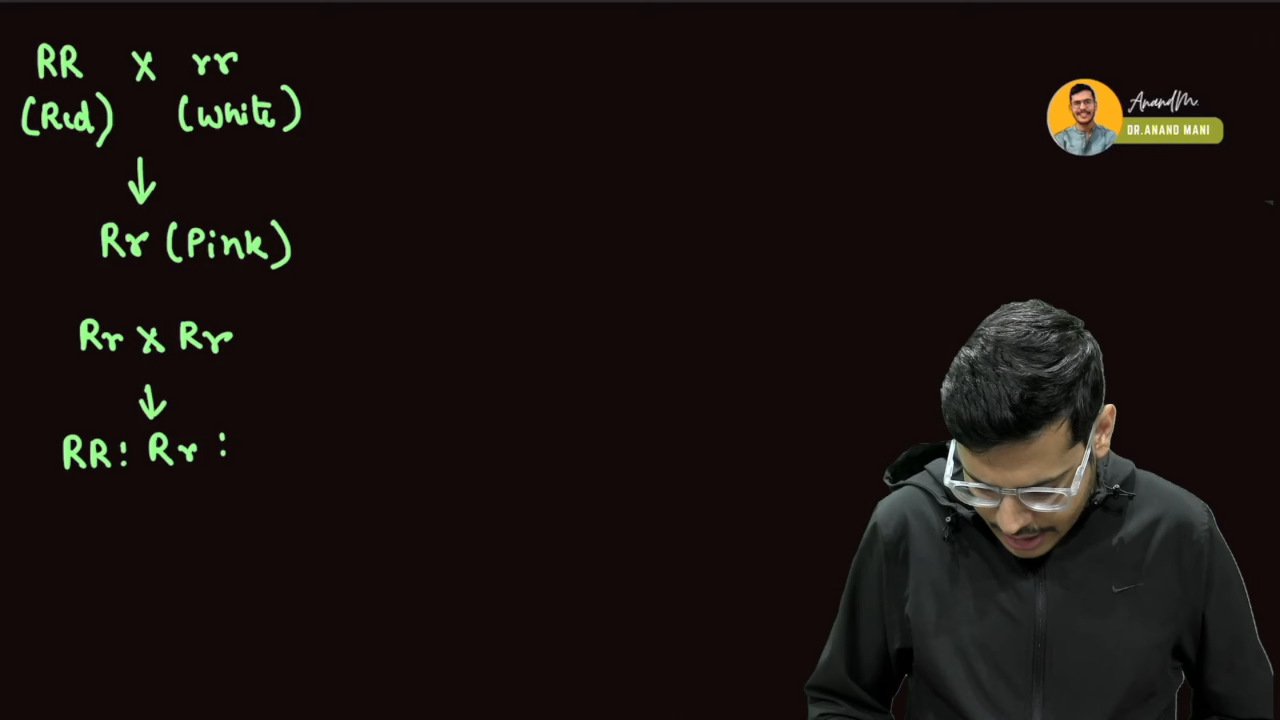 RR X rr
(Red) (White)
↓
Rr (Pink)
Rr X Rr
↓
RR : Rr :
AnandM.
DR.ANAND MANI